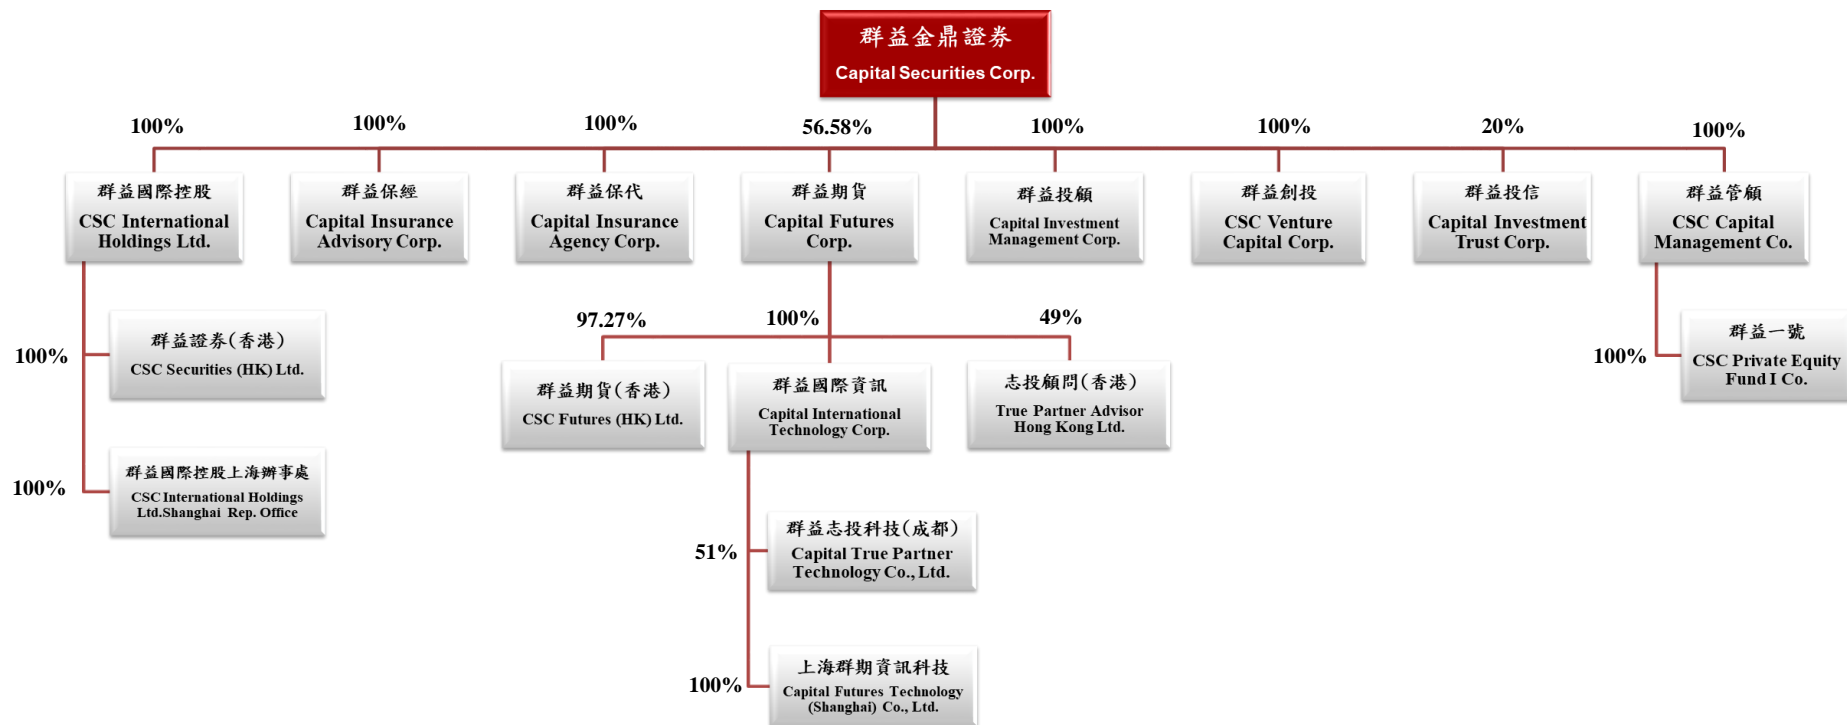 群益金鼎證券
Capital Securities Corp.
100%
100%
100%
56.58%
100%
100%
20%
100%
群益國際控股
CSC International
Holdings Ltd.
群益保經
Capital Insurance
Advisory Corp.
群益保代
Capital Insurance
Agency Corp.
群益期貨
Capital Futures
Corp.
群益投顧
Capital Investment
Management Corp.
群益創投
CSC Venture
Capital Corp.
群益投信
Capital Investment
Trust Corp.
群益管顧
CSC Capital
Management Co.
100%
群益證券(香港)
CSC Securities (HK) Ltd.
100%
群益國際控股上海辦事處
CSC International Holdings
Ltd.Shanghai Rep. Office
97.27%
100%
49%
群益期貨(香港)
CSC Futures (HK) Ltd.
群益國際資訊
Capital International
Technology Corp.
志投顧問(香港)
True Partner Advisor
Hong Kong Ltd.
51%
群益志投科技(成都)
Capital True Partner
Technology Co., Ltd.
100%
上海群期資訊科技
Capital Futures Technology
(Shanghai) Co., Ltd.
100%
群益一號
CSC Private Equity
Fund I Co.